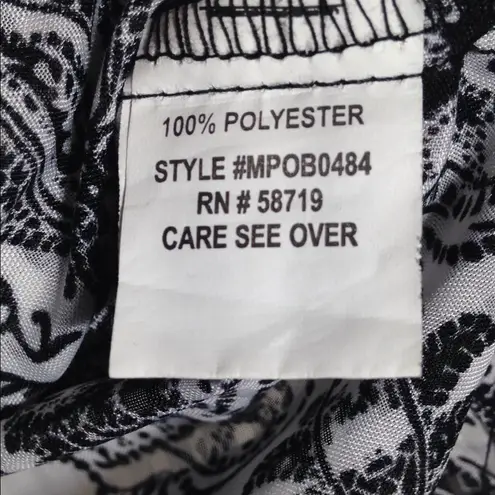 100% POLYESTER
STYLE #MPOB0484
RN # 58719
CARE SEE OVER